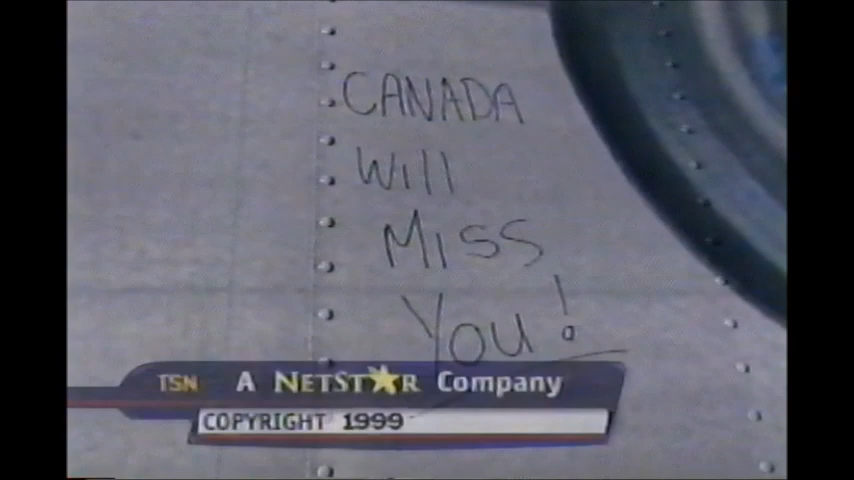 CANADA
Will
Miss
You!
TSN A NETSTAR Company
COPYRIGHT 1999